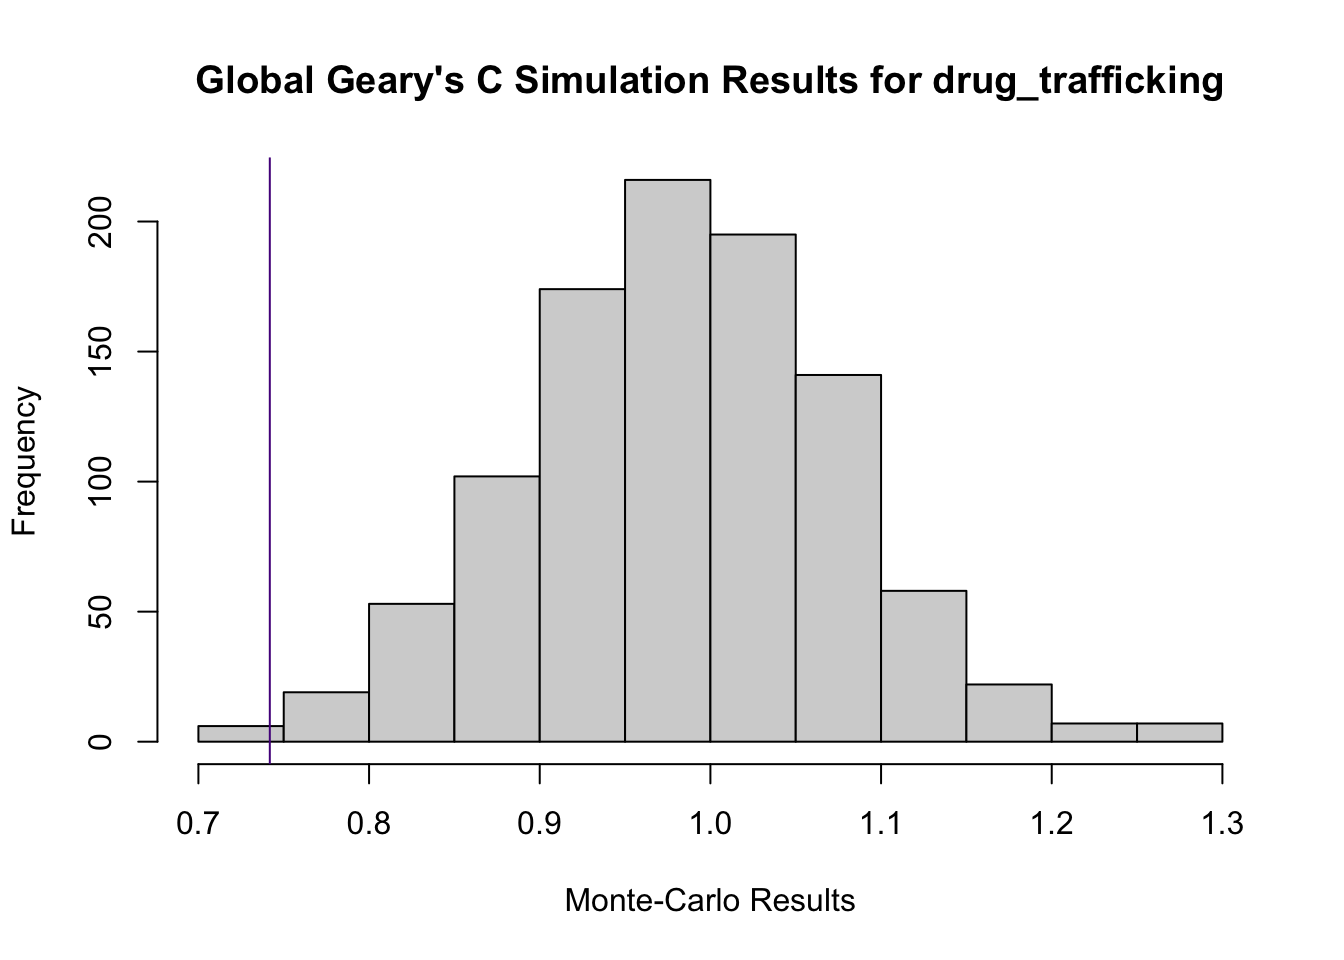 Global Geary's C Simulation Results for drug_trafficking
Frequency
200
150
100
50
0
0.7 0.8 0.9 1.0 1.1 1.2 1.3
Monte-Carlo Results